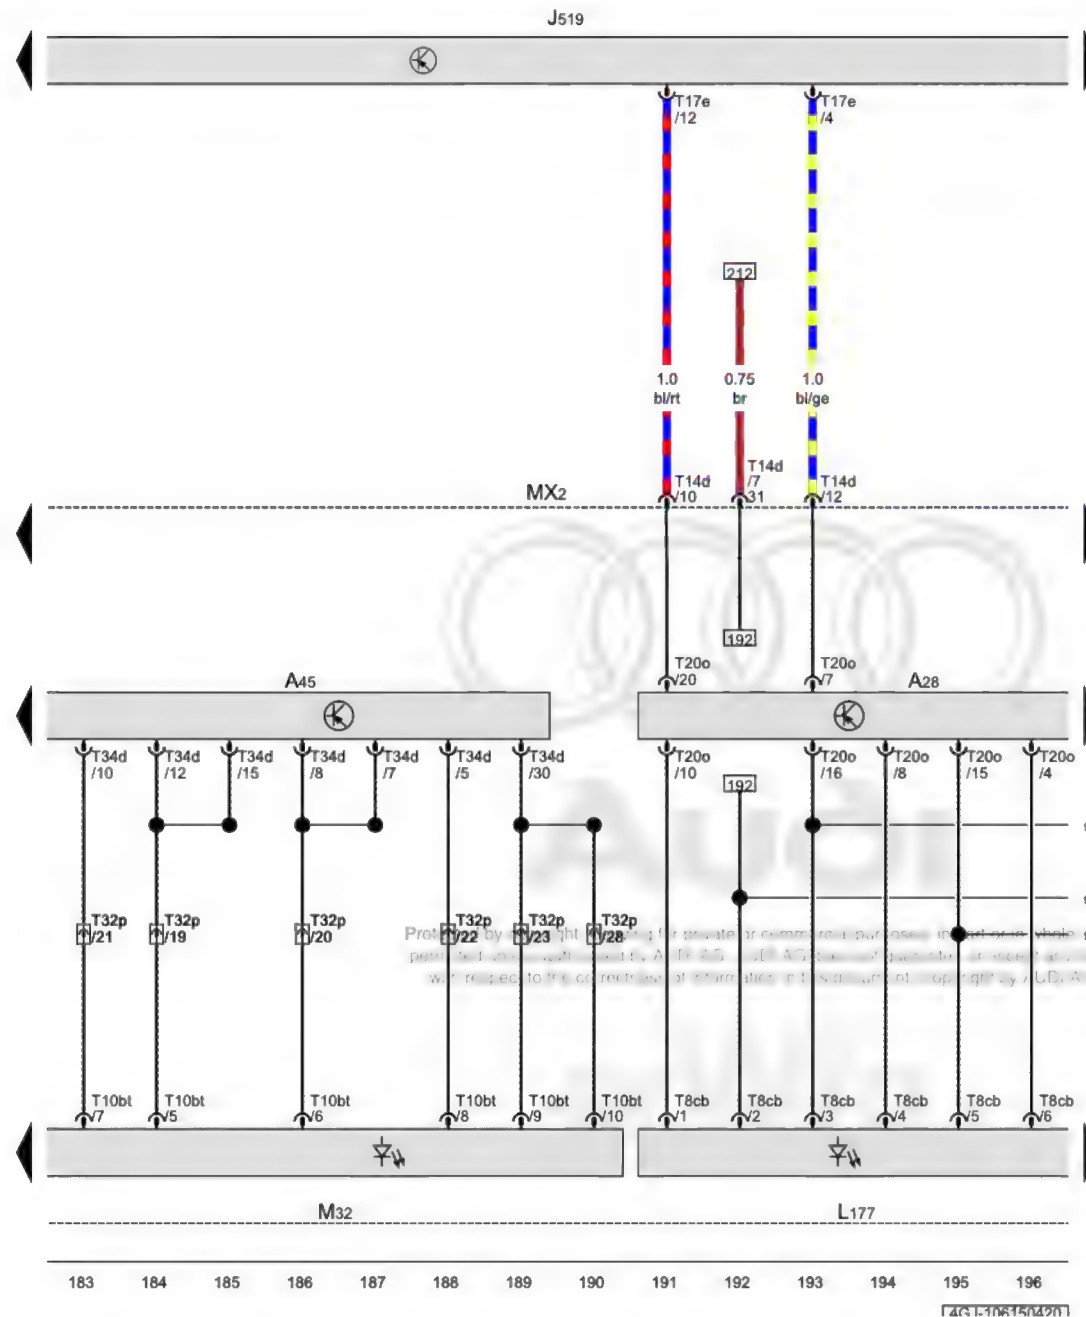 J519
T17e
/12
T17e
/4
212
1.0
bl/rt
0.75
br
1.0
bl/ge
MX2
T14d
/10
T14d
/7
31
T14d
/12
192
T20o
/20
T20o
/7
A45
A28
T34d
/10
T34d
/12
T34d
/15
T34d
/8
T34d
/7
T34d
/5
T34d
/30
T20o
/10
192
T20o
/16
T20o
/8
T20o
/15
T20o
/4
Audi
T32p
/21
T32p
/19
T32p
/20
T32p
/22
T32p
/23
T32p
/28
T10bt
/7
T10bt
/5
T10bt
/6
T10bt
/8
T10bt
/9
T10bt
/10
T8cb
/1
T8cb
/2
T8cb
/3
T8cb
/4
T8cb
/5
T8cb
/6
M32
L177
183 184 185 186 187 188 189 190 191 192 193 194 195 196
4GJ-106150420